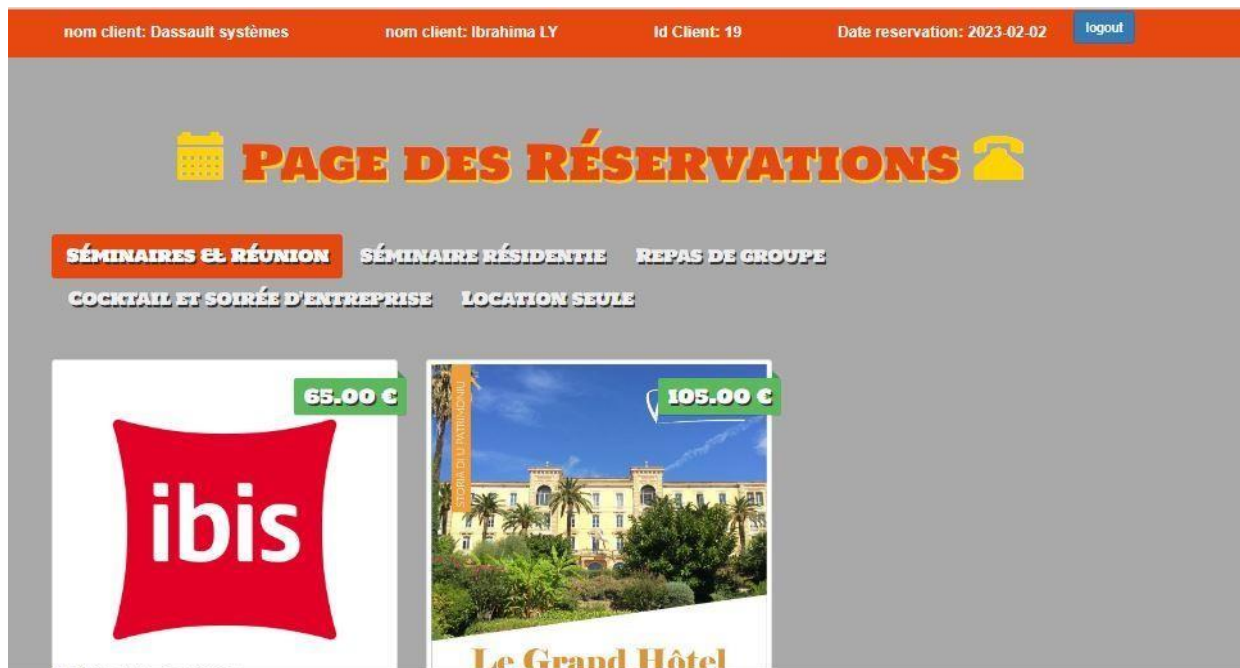 nom client: Dassault systèmes nom client: Ibrahima LY Id Client: 19 Date reservation: 2023-02-02 logout
Page des Réservations
Séminaires & Réunion Séminaire résidentie Repas de groupe
Cocktail et soirée d'entreprise Location seule
65.00 €
105.00 €
STORIA DI U PATRIMONIU
ibis
Le Grand Hôtel